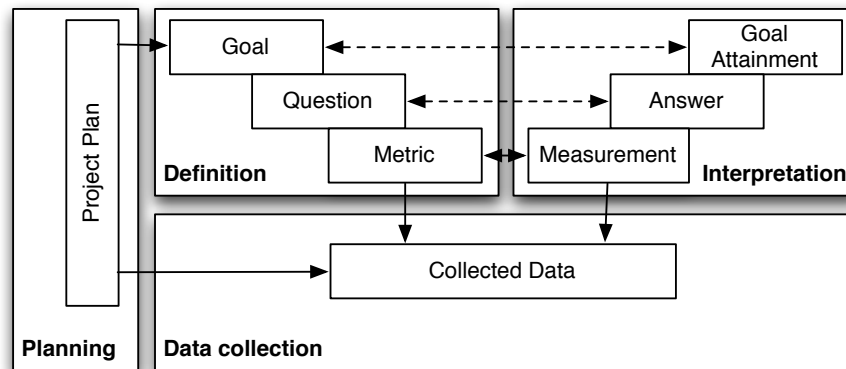 Project Plan
Planning
Goal
Question
Metric
Definition
Goal
Attainment
Answer
Measurement
Interpretation
Collected Data
Data collection